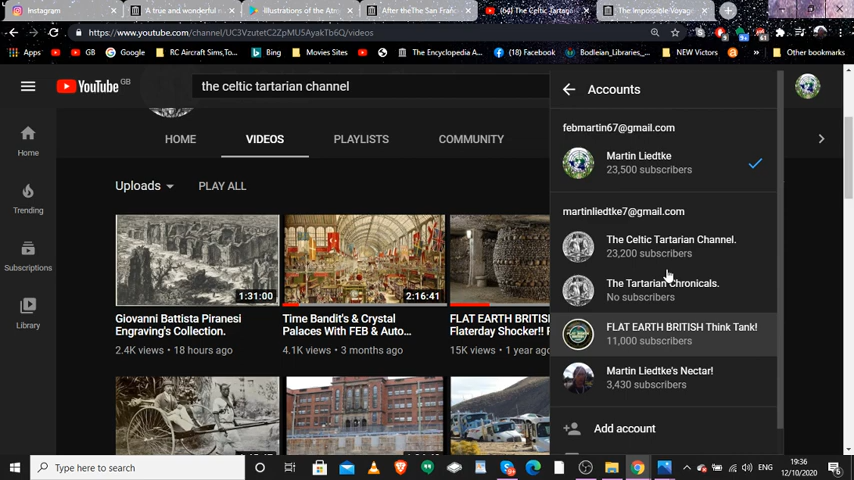 Instagram
A true and wonderful n
Illustrations of the Atm
After theThe San Franc
(64) The Celtic Tartaria
The Impossible Voyage
https://www.youtube.com/channel/UC3VzutetC2ZpMU5AyakTb6Q/videos
Apps GB Google RC Aircraft Sims,To... Bing Movies Sites The Encyclopedia A... (18) Facebook Bodleian_Libraries_... NEW Victors Other bookmarks
YouTube GB
the celtic tartarian channel
HOME VIDEOS PLAYLISTS COMMUNITY
Home
Trending
Subscriptions
Library
Uploads PLAY ALL
1:31:00
2:16:41
Giovanni Battista Piranesi
Engraving's Collection.
2.4K views • 18 hours ago
Time Bandit's & Crystal
Palaces With FEB & Auto...
4.1K views • 3 months ago
FLAT EARTH BRITISH
Flaterday Shocker!!
15K views • 1 year ago
Accounts
febmartin67@gmail.com
Martin Liedtke
23,500 subscribers
martinliedtke7@gmail.com
The Celtic Tartarian Channel.
23,200 subscribers
The Tartarian Chronicals.
No subscribers
FLAT EARTH BRITISH Think Tank!
11,000 subscribers
Martin Liedtke's Nectar!
3,430 subscribers
Add account
Type here to search
ENG
19:36
12/10/2020